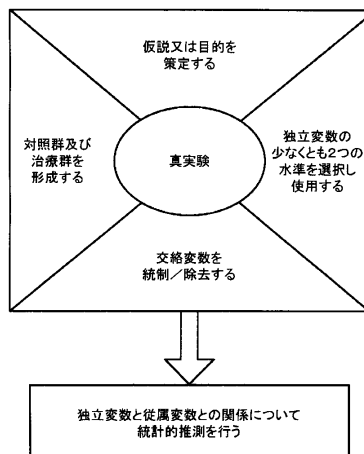 仮説又は目的を
策定する
対照群及び
治療群を
形成する
真実験
独立変数の
少なくとも2つの
水準を選択し
使用する
交絡変数を
統制／除去する
独立変数と従属変数との関係について
統計的推測を行う